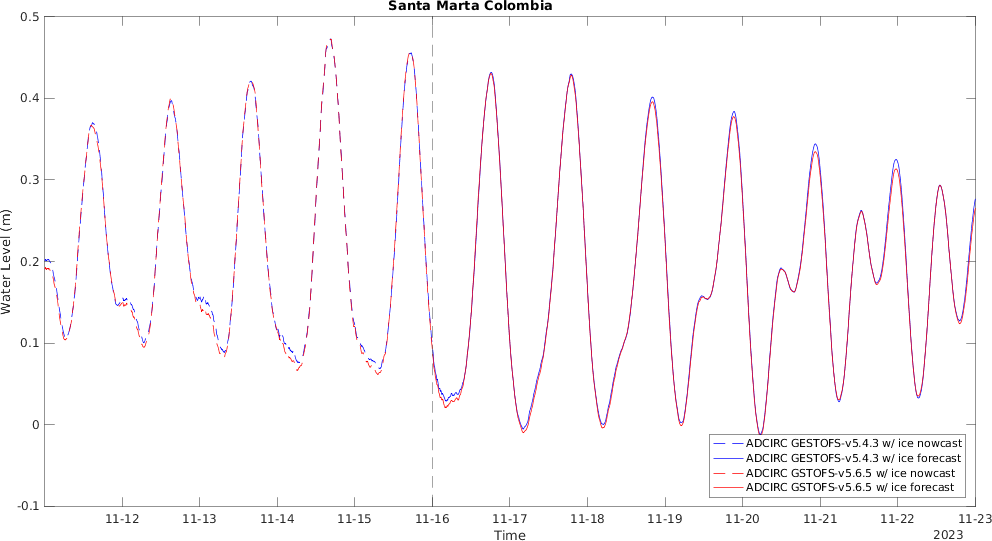 Santa Marta Colombia
0.5
0.4
0.3
0.2
0.1
0
-0.1
Water Level (m)
11-12 11-13 11-14 11-15 11-16 11-17 11-18 11-19 11-20 11-21 11-22 11-23
Time
2023
ADCIRC GESTOFS-v5.4.3 w/ ice nowcast
ADCIRC GESTOFS-v5.4.3 w/ ice forecast
ADCIRC GSTOFS-v5.6.5 w/ ice nowcast
ADCIRC GSTOFS-v5.6.5 w/ ice forecast